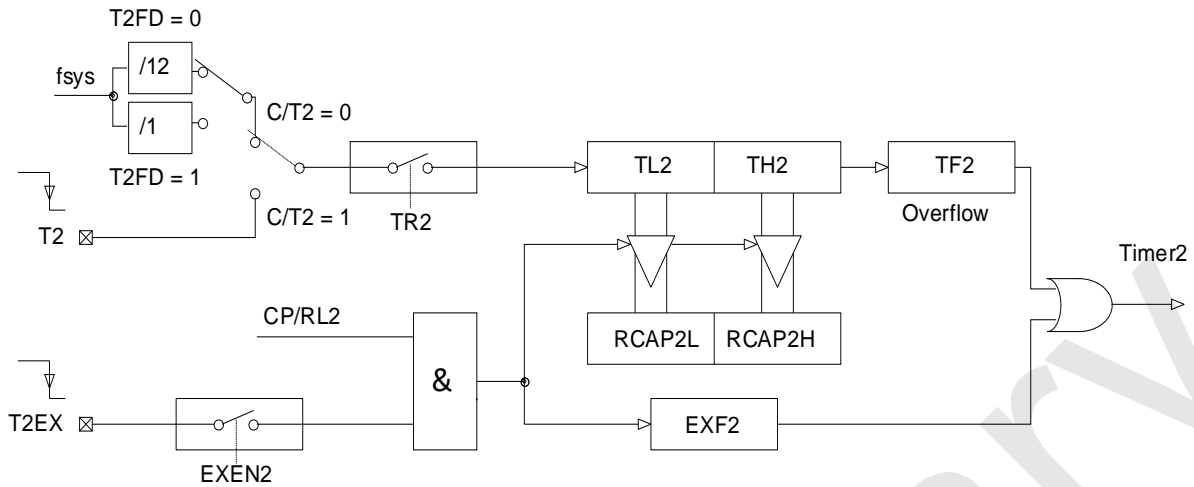 T2FD = 0
/12
fsys
C/T2 = 0
/1
T2FD = 1
TL2
TH2
TF2
C/T2 = 1
TR2
Overflow
T2
Timer2
CP/RL2
RCAP2L
RCAP2H
&
T2EX
EXF2
EXEN2